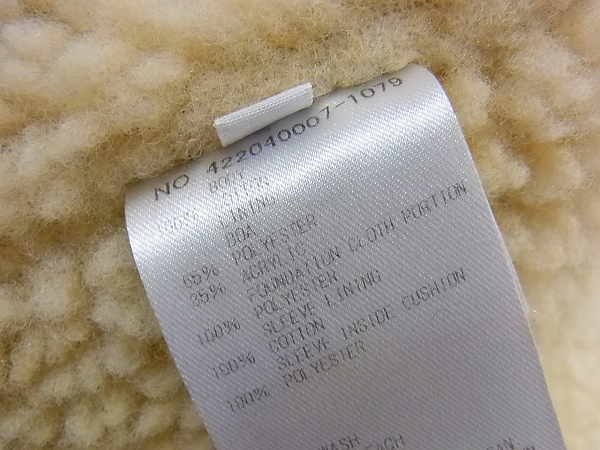 NO 422040007-1079
BODY
100% COTTON
LINING
BOA
65% POLYESTER
35% ACRYLIC
FOUNDATION CLOTH PORTION
100% POLYESTER
SLEEVE LINING
100% COTTON
SLEEVE INSIDE CUSHION
100% POLYESTER
WASH